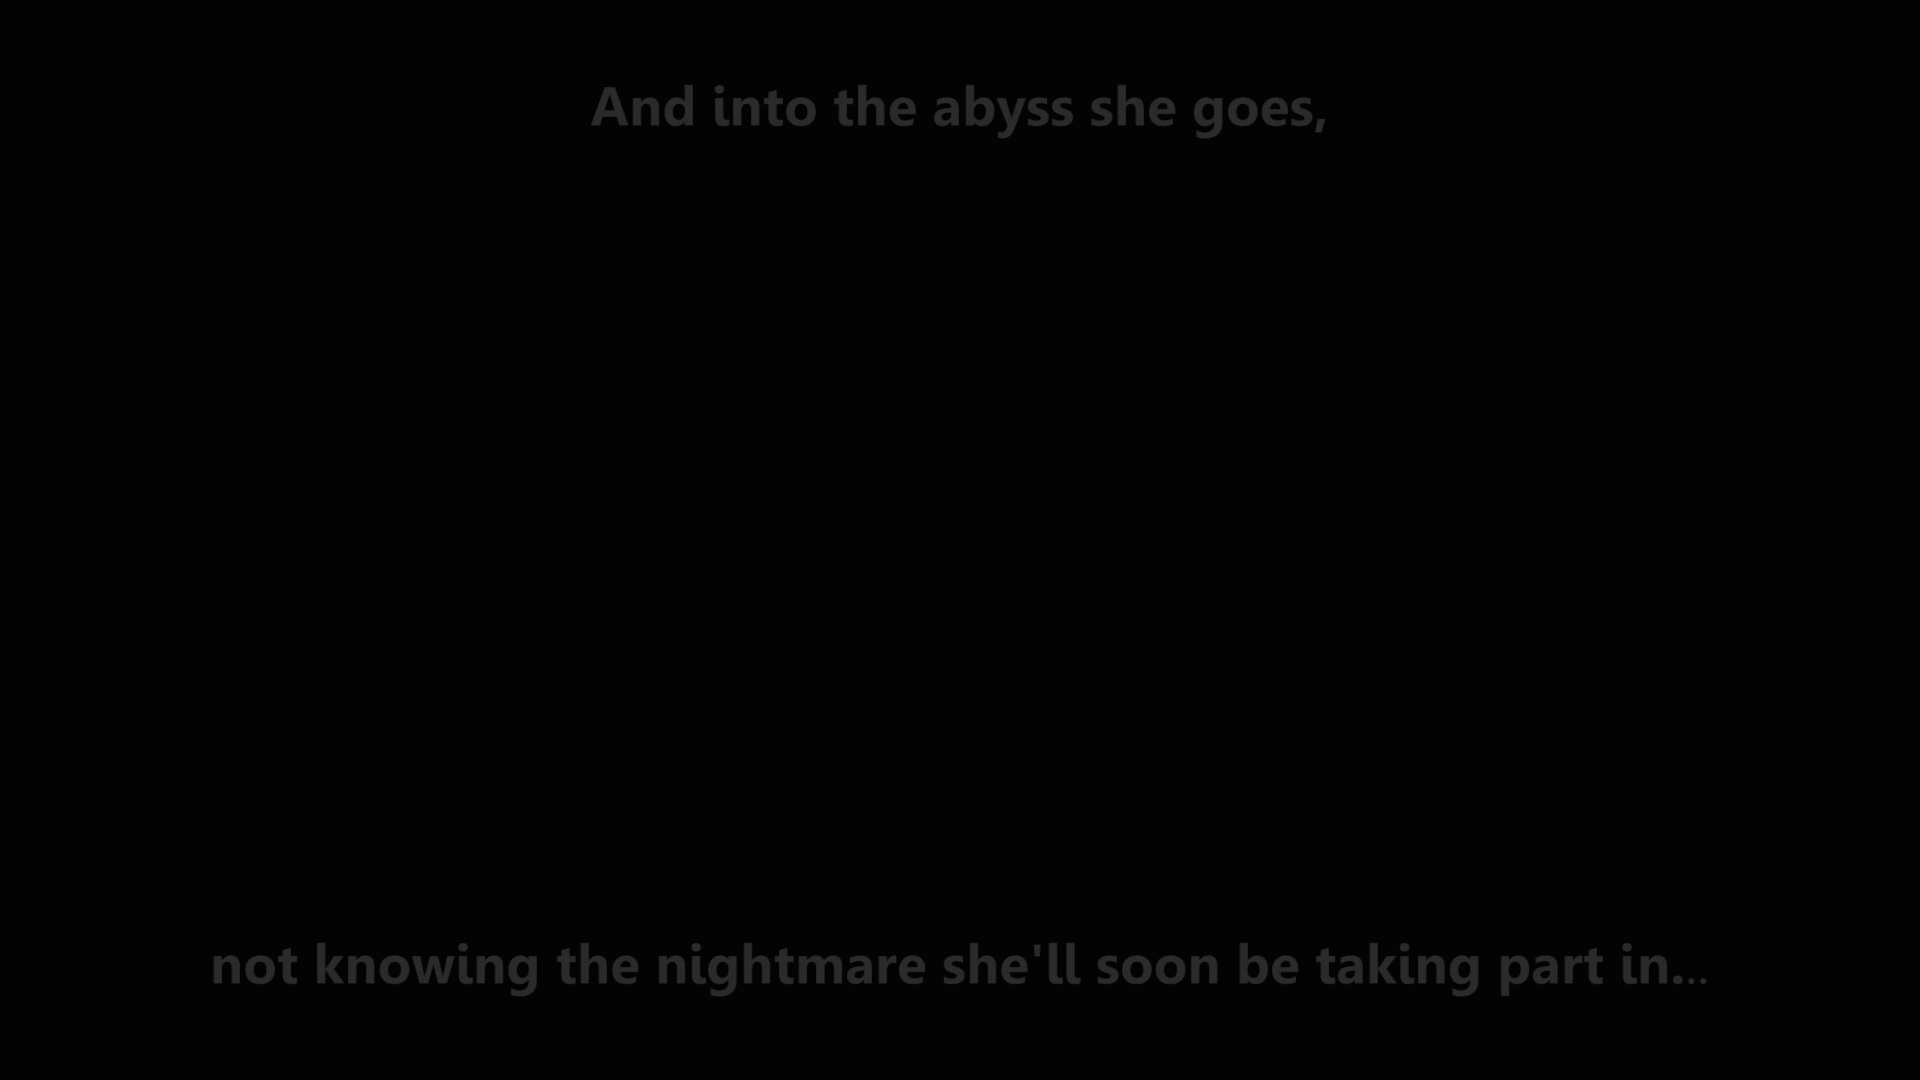 And into the abyss she goes,
not knowing the nightmare she'll soon be taking part in...